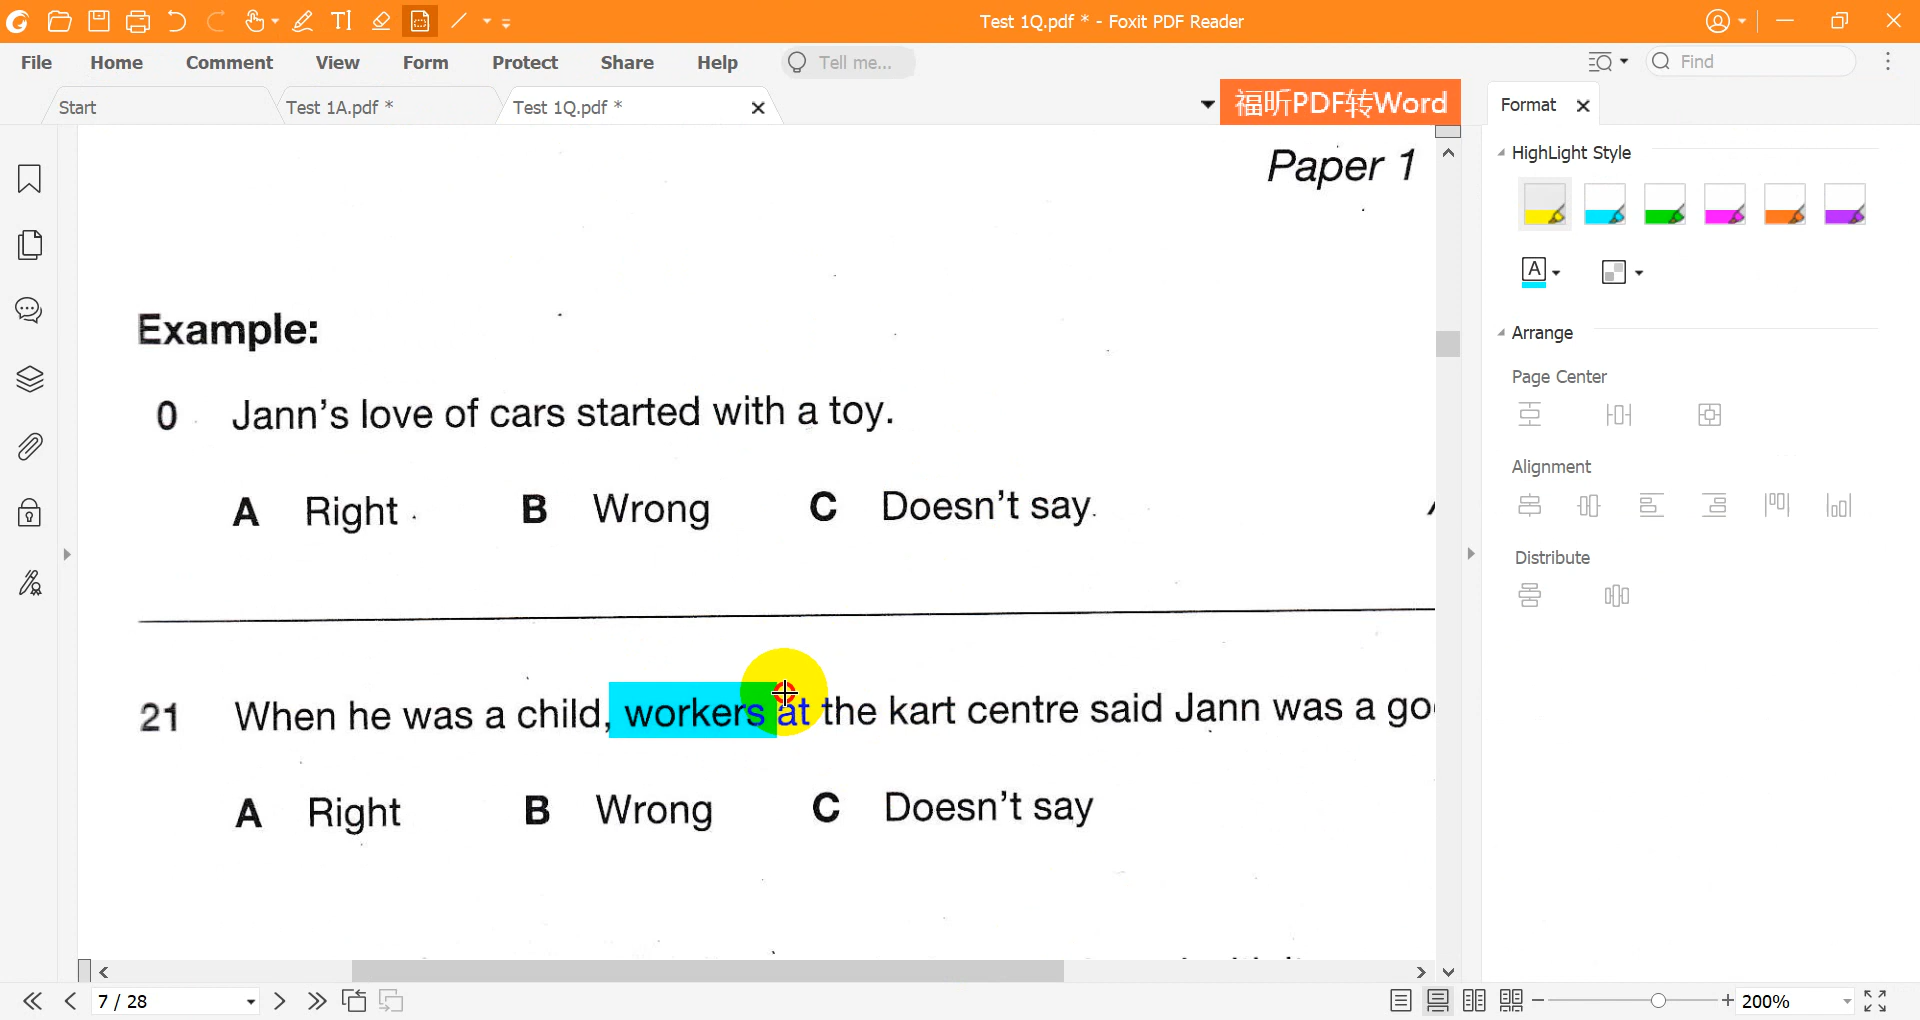 Test 1Q.pdf * - Foxit PDF Reader
File Home Comment View Form Protect Share Help Tell me... Find
Start Test 1A.pdf * Test 1Q.pdf * 福昕PDF转Word Format
Paper 1
HighLight Style
Example:
Arrange
Page Center
0 Jann's love of cars started with a toy.
Alignment
A Right B Wrong C Doesn't say
Distribute
21 When he was a child, workers at the kart centre said Jann was a
A Right B Wrong C Doesn't say
7 / 28 200%